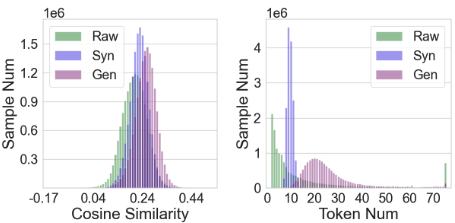 1e6
Raw
Syn
Gen
Sample Num
1.5
1.2
0.9
0.6
0.3
-0.17 0.04 0.24 0.44
Cosine Similarity
1e6
Raw
Syn
Gen
Sample Num
4
3
2
1
0
0 10 20 30 40 50 60 70
Token Num